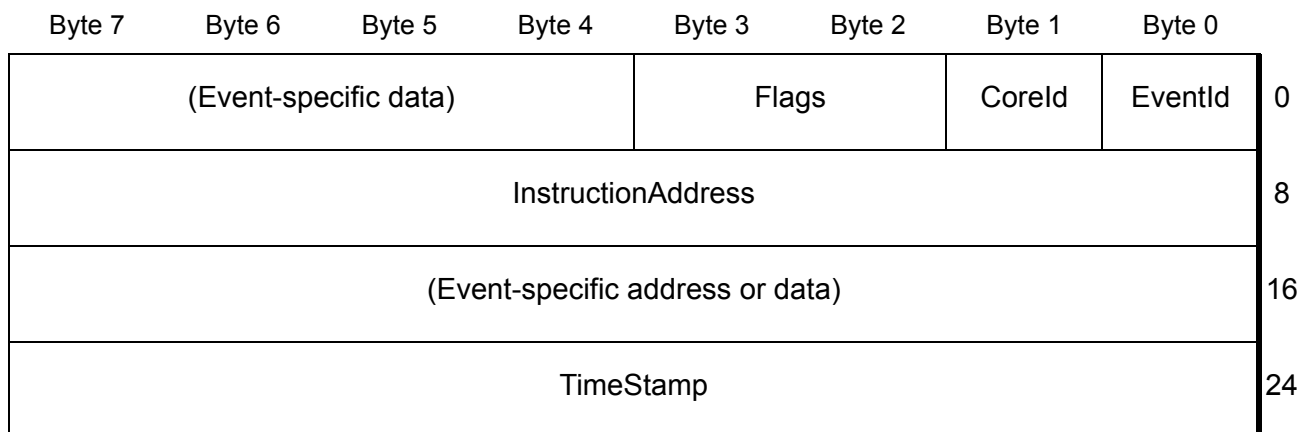 Byte 7 Byte 6 Byte 5 Byte 4 Byte 3 Byte 2 Byte 1 Byte 0
(Event-specific data) Flags CoreId EventId 0
InstructionAddress 8
(Event-specific address or data) 16
TimeStamp 24